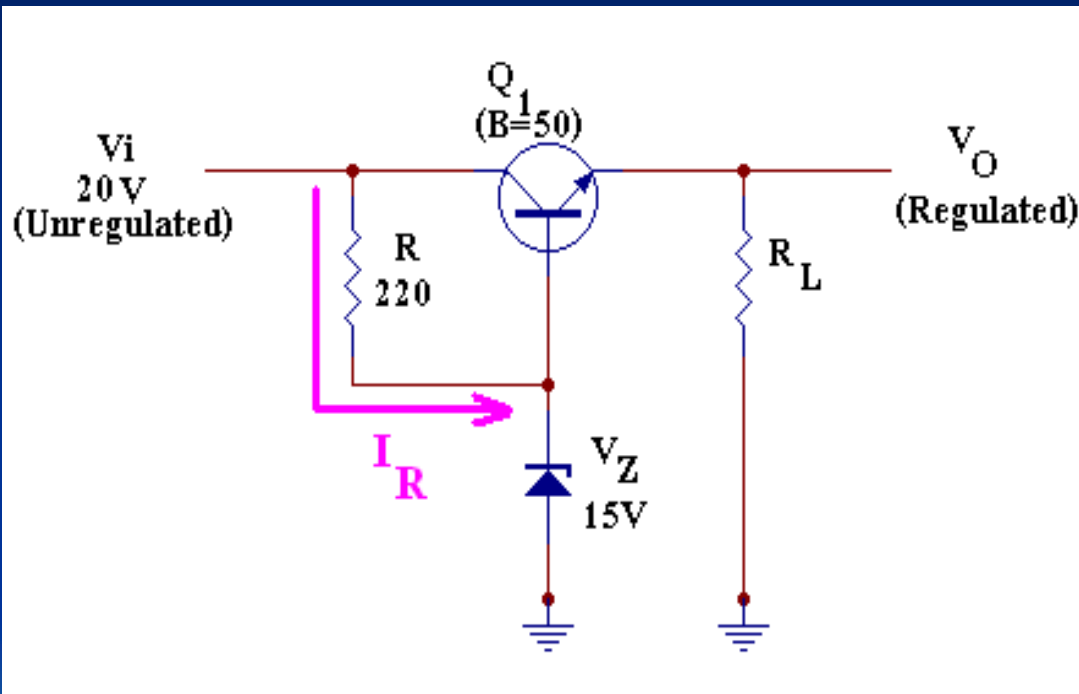 Q1
(B=50)
Vi
20 V
(Unregulated)
VO
(Regulated)
R
220
RL
IR
VZ
15V